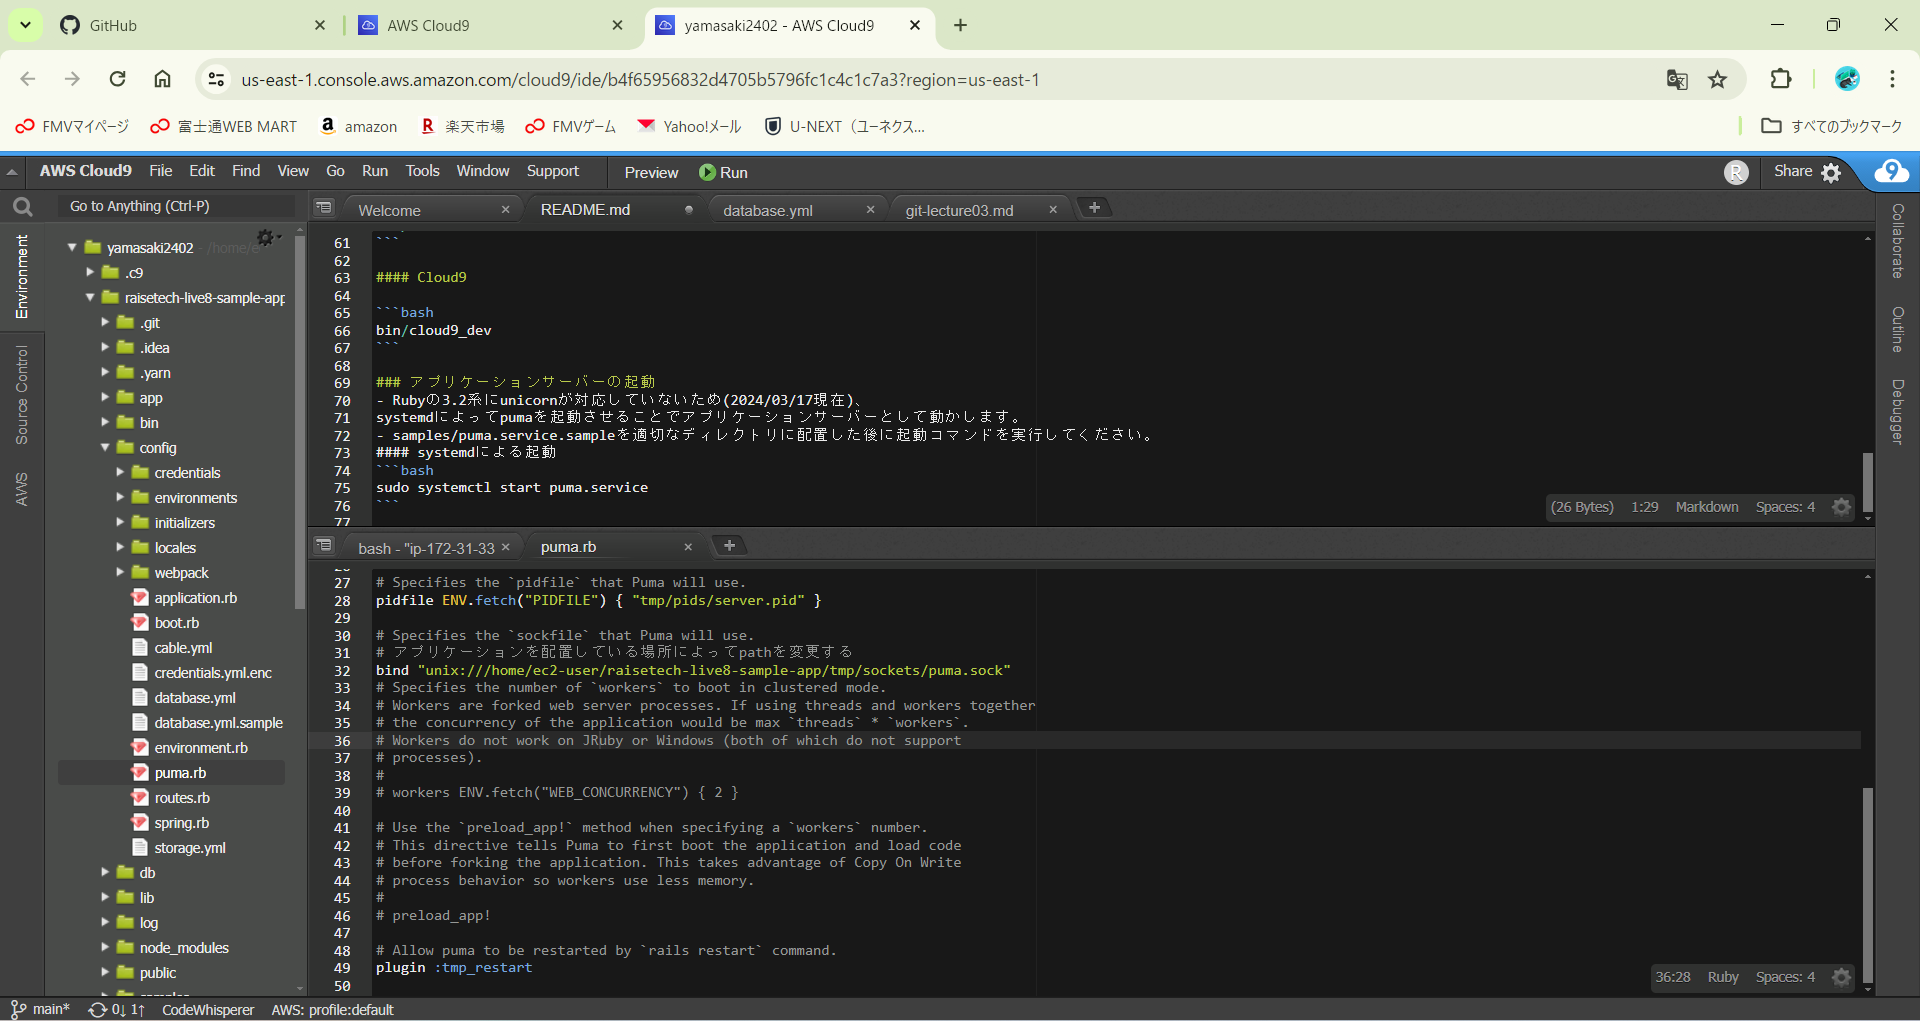 GitHub
AWS Cloud9
yamasaki2402 - AWS Cloud9
us-east-1.console.aws.amazon.com/cloud9/ide/b4f65956832d4705b5796fc1c4c1c7a3?region=us-east-1
FMVマイページ
富士通WEB MART
amazon
楽天市場
FMVゲーム
Yahoo!メール
U-NEXT（ユーネクス...
すべてのブックマーク
AWS Cloud9 File Edit Find View Go Run Tools Window Support Preview Run
R
Share
Go to Anything (Ctrl-P)
Welcome
README.md
database.yml
git-lecture03.md
Environment
Source Control
AWS
Collaborate
Outline
Debugger
yamasaki2402 - /home/e
.c9
raisetech-live8-sample-app
.git
.idea
.yarn
app
bin
config
credentials
environments
initializers
locales
webpack
application.rb
boot.rb
cable.yml
credentials.yml.enc
database.yml
database.yml.sample
environment.rb
puma.rb
routes.rb
spring.rb
storage.yml
db
lib
log
node_modules
public
61 ```
62
63 #### Cloud9
64
65 ```bash
66 bin/cloud9_dev
67 ```
68
69 ### アプリケーションサーバーの起動
70 - Rubyの3.2系にunicornが対応していないため(2024/03/17現在)、
71 systemdによってpumaを起動させることでアプリケーションサーバーとして動かします。
72 - samples/puma.service.sampleを適切なディレクトリに配置した後に起動コマンドを実行してください。
73 #### systemdによる起動
74 ```bash
75 sudo systemctl start puma.service
76 ```
77
(26 Bytes) 1:29 Markdown Spaces: 4
bash - "ip-172-31-33
puma.rb
27 # Specifies the `pidfile` that Puma will use.
28 pidfile ENV.fetch("PIDFILE") { "tmp/pids/server.pid" }
29
30 # Specifies the `sockfile` that Puma will use.
31 # アプリケーションを配置している場所によってpathを変更する
32 bind "unix:///home/ec2-user/raisetech-live8-sample-app/tmp/sockets/puma.sock"
33 # Specifies the number of `workers` to boot in clustered mode.
34 # Workers are forked web server processes. If using threads and workers together
35 # the concurrency of the application would be max `threads` * `workers`.
36 # Workers do not work on JRuby or Windows (both of which do not support
37 # processes).
38 #
39 # workers ENV.fetch("WEB_CONCURRENCY") { 2 }
40
41 # Use the `preload_app!` method when specifying a `workers` number.
42 # This directive tells Puma to first boot the application and load code
43 # before forking the application. This takes advantage of Copy On Write
44 # process behavior so workers use less memory.
45 #
46 # preload_app!
47
48 # Allow puma to be restarted by `rails restart` command.
49 plugin :tmp_restart
50
36:28 Ruby Spaces: 4
main* 0↓ 1↑ CodeWhisperer AWS: profile:default